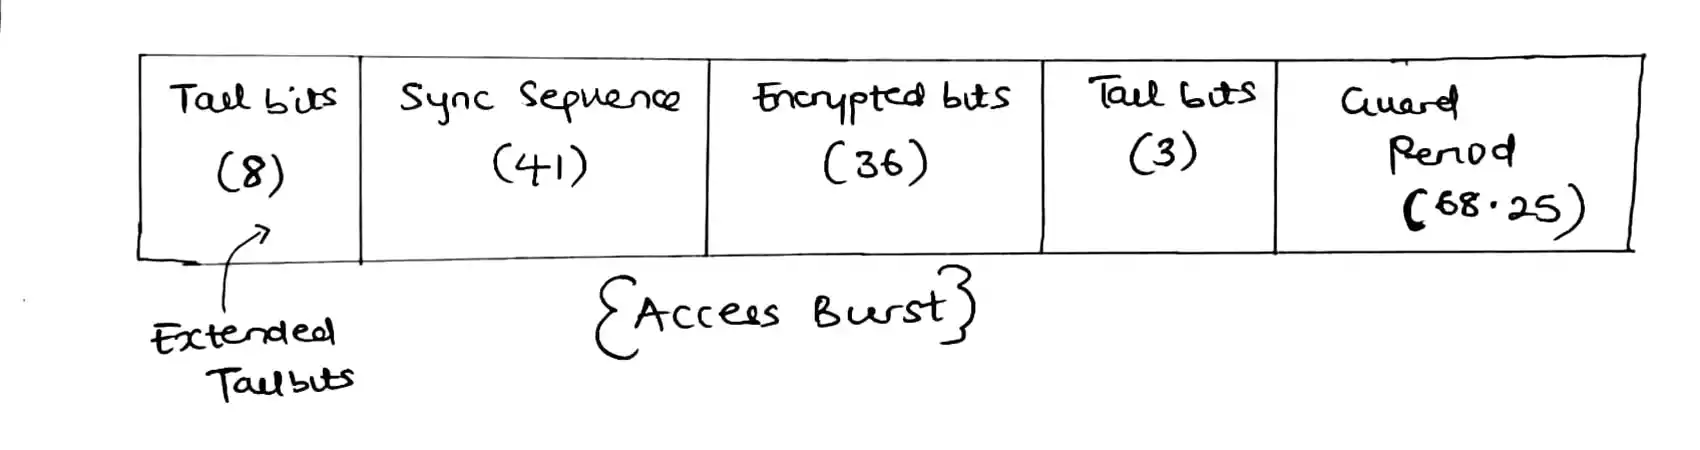 Tail bits
(8)
Sync Sequence
(41)
Encrypted bits
(36)
Tail bits
(3)
Guard
Period
(68.25)
Extended
Tail bits
{Access Burst}